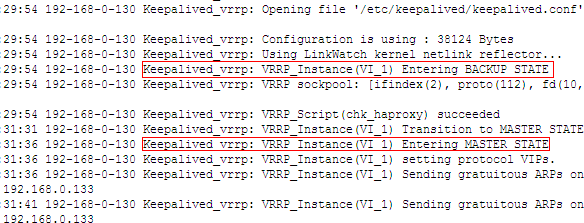 :29:54 192-168-0-130 Keepalived_vrrp: Opening file '/etc/keepalived/keepalived.conf'
:29:54 192-168-0-130 Keepalived_vrrp: Configuration is using : 38124 Bytes
:29:54 192-168-0-130 Keepalived_vrrp: Using LinkWatch kernel netlink reflector...
:29:54 192-168-0-130 Keepalived_vrrp: VRRP_Instance(VI_1) Entering BACKUP STATE
:29:54 192-168-0-130 Keepalived_vrrp: VRRP sockpool: [ifindex(2), proto(112), fd(10,
:29:54 192-168-0-130 Keepalived_vrrp: VRRP_Script(chk_haproxy) succeeded
:31:31 192-168-0-130 Keepalived_vrrp: VRRP_Instance(VI_1) Transition to MASTER STATE
:31:36 192-168-0-130 Keepalived_vrrp: VRRP_Instance(VI_1) Entering MASTER STATE
:31:36 192-168-0-130 Keepalived_vrrp: VRRP_Instance(VI_1) setting protocol VIPs.
:31:36 192-168-0-130 Keepalived_vrrp: VRRP_Instance(VI_1) Sending gratuitous ARPs on
192.168.0.133
:31:41 192-168-0-130 Keepalived_vrrp: VRRP_Instance(VI_1) Sending gratuitous ARPs on
192.168.0.133